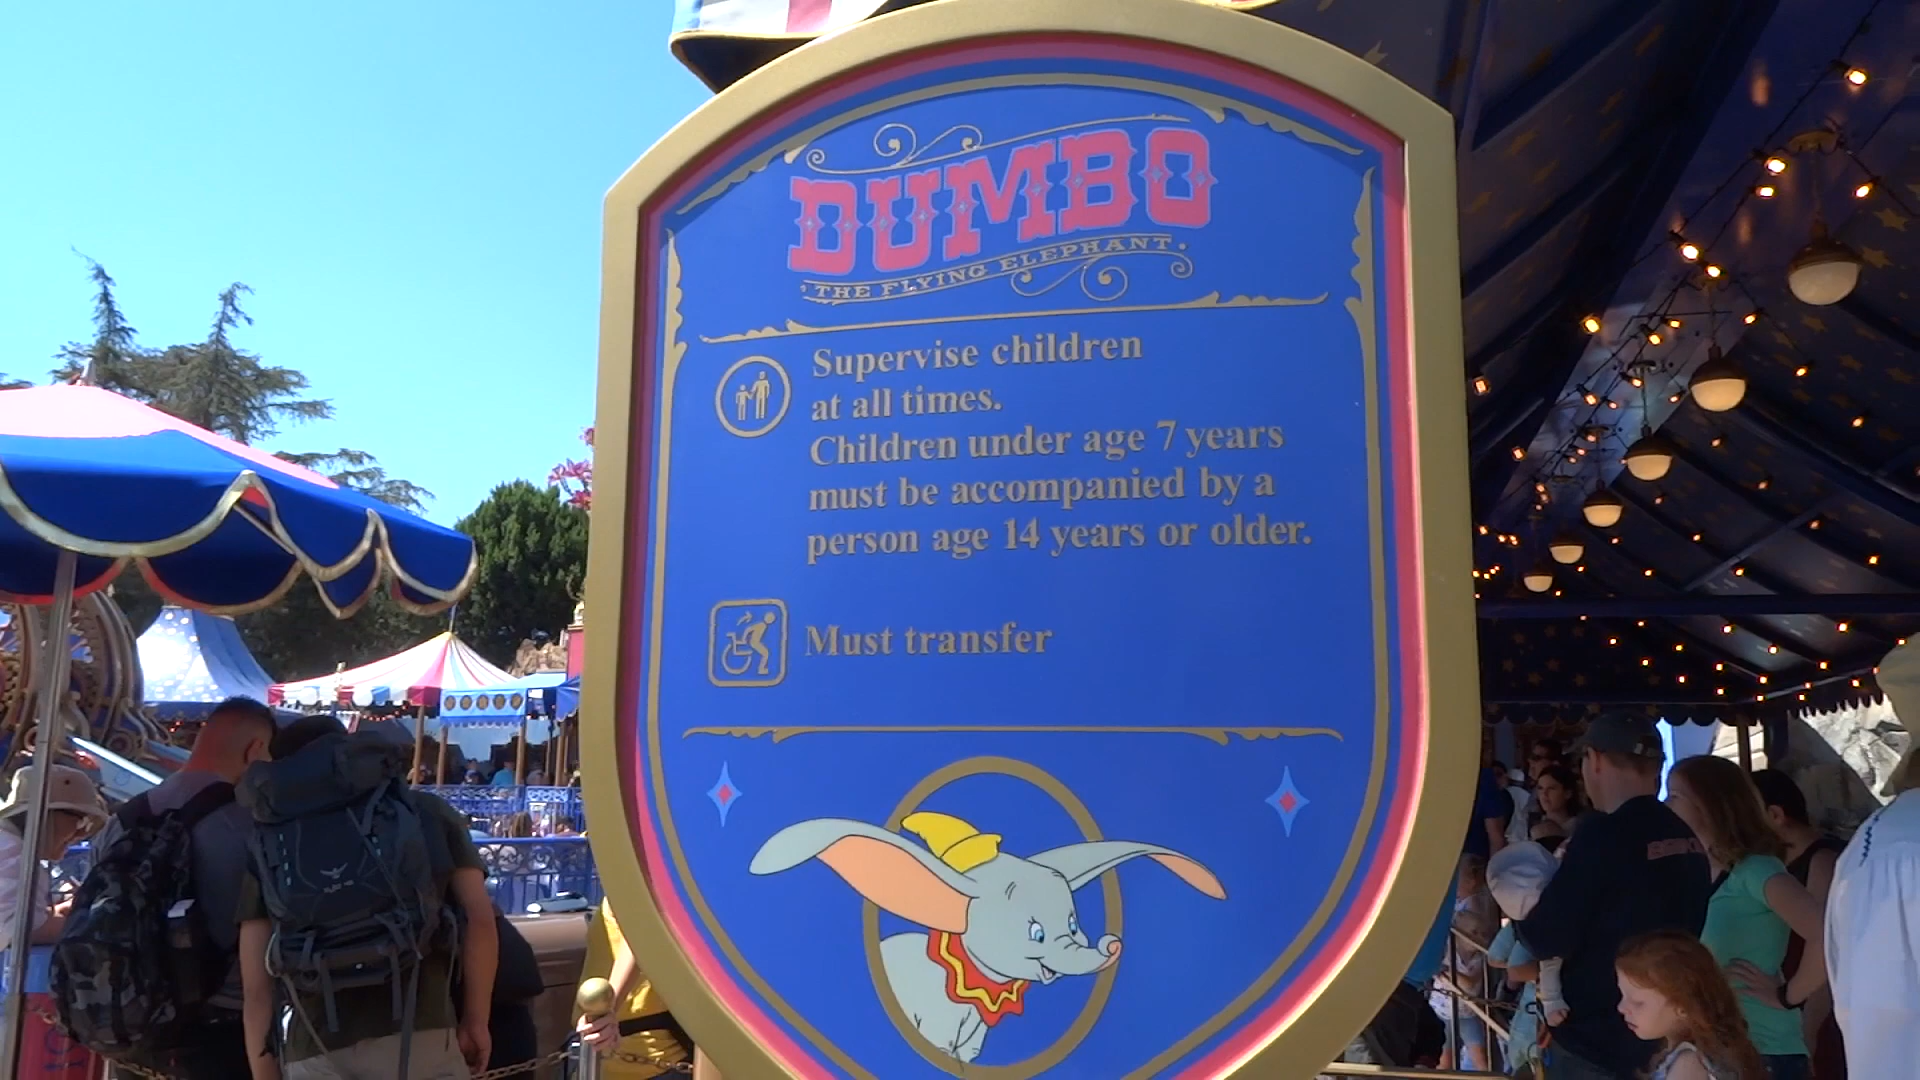 DUMBO
THE FLYING ELEPHANT
Supervise children
at all times.
Children under age 7 years
must be accompanied by a
person age 14 years or older.
Must transfer